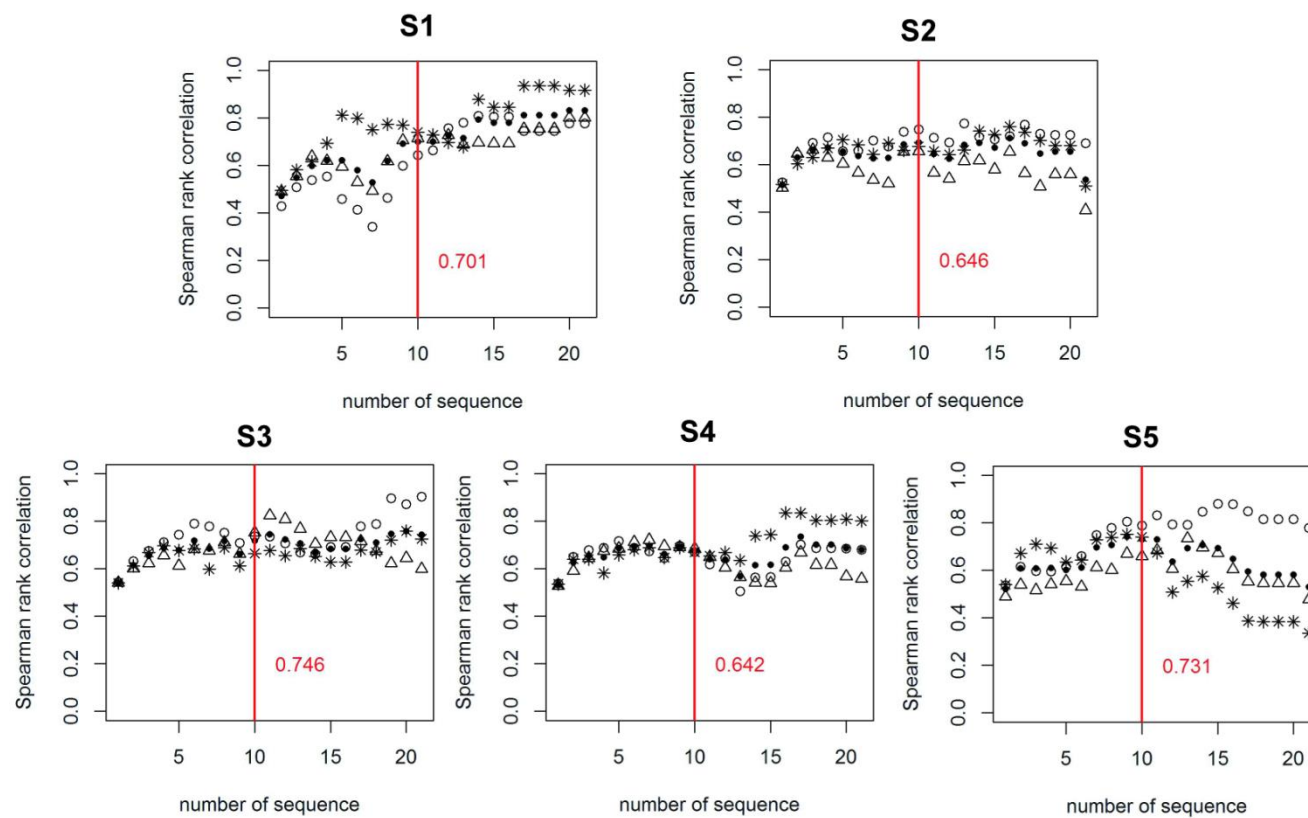 S1
Spearman rank correlation
1.0
0.8
0.6
0.4
0.2
0.0
0.701
5 10 15 20
number of sequence
S2
Spearman rank correlation
1.0
0.8
0.6
0.4
0.2
0.0
0.646
5 10 15 20
number of sequence
S3
Spearman rank correlation
1.0
0.8
0.6
0.4
0.2
0.0
0.746
5 10 15 20
number of sequence
S4
Spearman rank correlation
1.0
0.8
0.6
0.4
0.2
0.0
0.642
5 10 15 20
number of sequence
S5
Spearman rank correlation
1.0
0.8
0.6
0.4
0.2
0.0
0.731
5 10 15 20
number of sequence